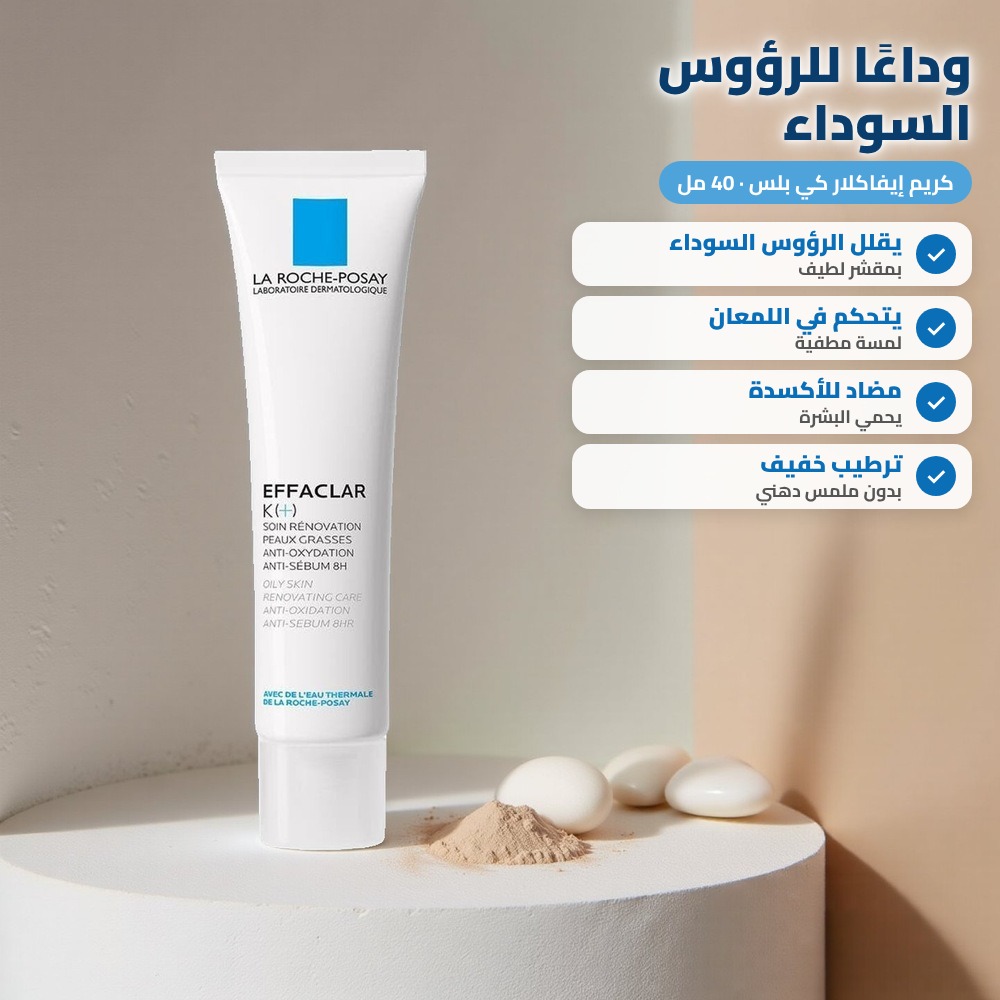 وداعًا للرؤوس
السوداء
كريم إيفاكلار كي بلس · 40 مل
يقلل الرؤوس السوداء
بمقشر لطيف
يتحكم في اللمعان
لمسة مطفية
مضاد للأكسدة
يحمي البشرة
ترطيب خفيف
بدون ملمس دهني
LA ROCHE-POSAY
LABORATOIRE DERMATOLOGIQUE
EFFACLAR
K(+)
SOIN RÉNOVATION
PEAUX GRASSES
ANTI-OXYDATION
ANTI-SÉBUM 8H
OILY SKIN
RENOVATING CARE
ANTI-OXIDATION
ANTI-SEBUM 8HR
AVEC DE L'EAU THERMALE
DE LA ROCHE-POSAY